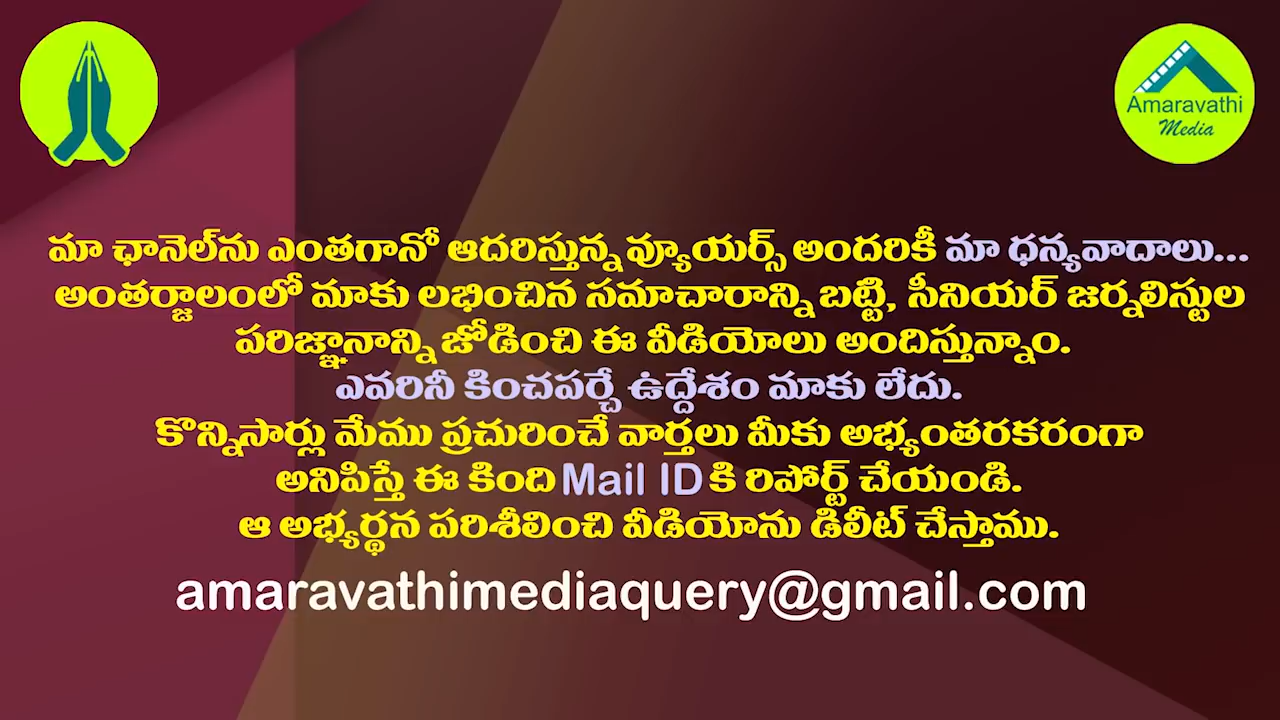 Amaravathi
Media
మా ఛానెల్‌ను ఎంతగానో ఆదరిస్తున్న వ్యూయర్స్ అందరికీ మా ధన్యవాదాలు...
అంతర్జాలంలో మాకు లభించిన సమాచారాన్ని బట్టి, సీనియర్ జర్నలిస్టుల
పరిజ్ఞానాన్ని జోడించి ఈ వీడియోలు అందిస్తున్నాం.
ఎవరినీ కించపర్చే ఉద్దేశం మాకు లేదు.
కొన్నిసార్లు మేము ప్రచురించే వార్తలు మీకు అభ్యంతరకరంగా
అనిపిస్తే ఈ కింది Mail ID కి రిపోర్ట్ చేయండి.
ఆ అభ్యర్థన పరిశీలించి వీడియోను డిలీట్ చేస్తాము.
amaravathimediaquery@gmail.com